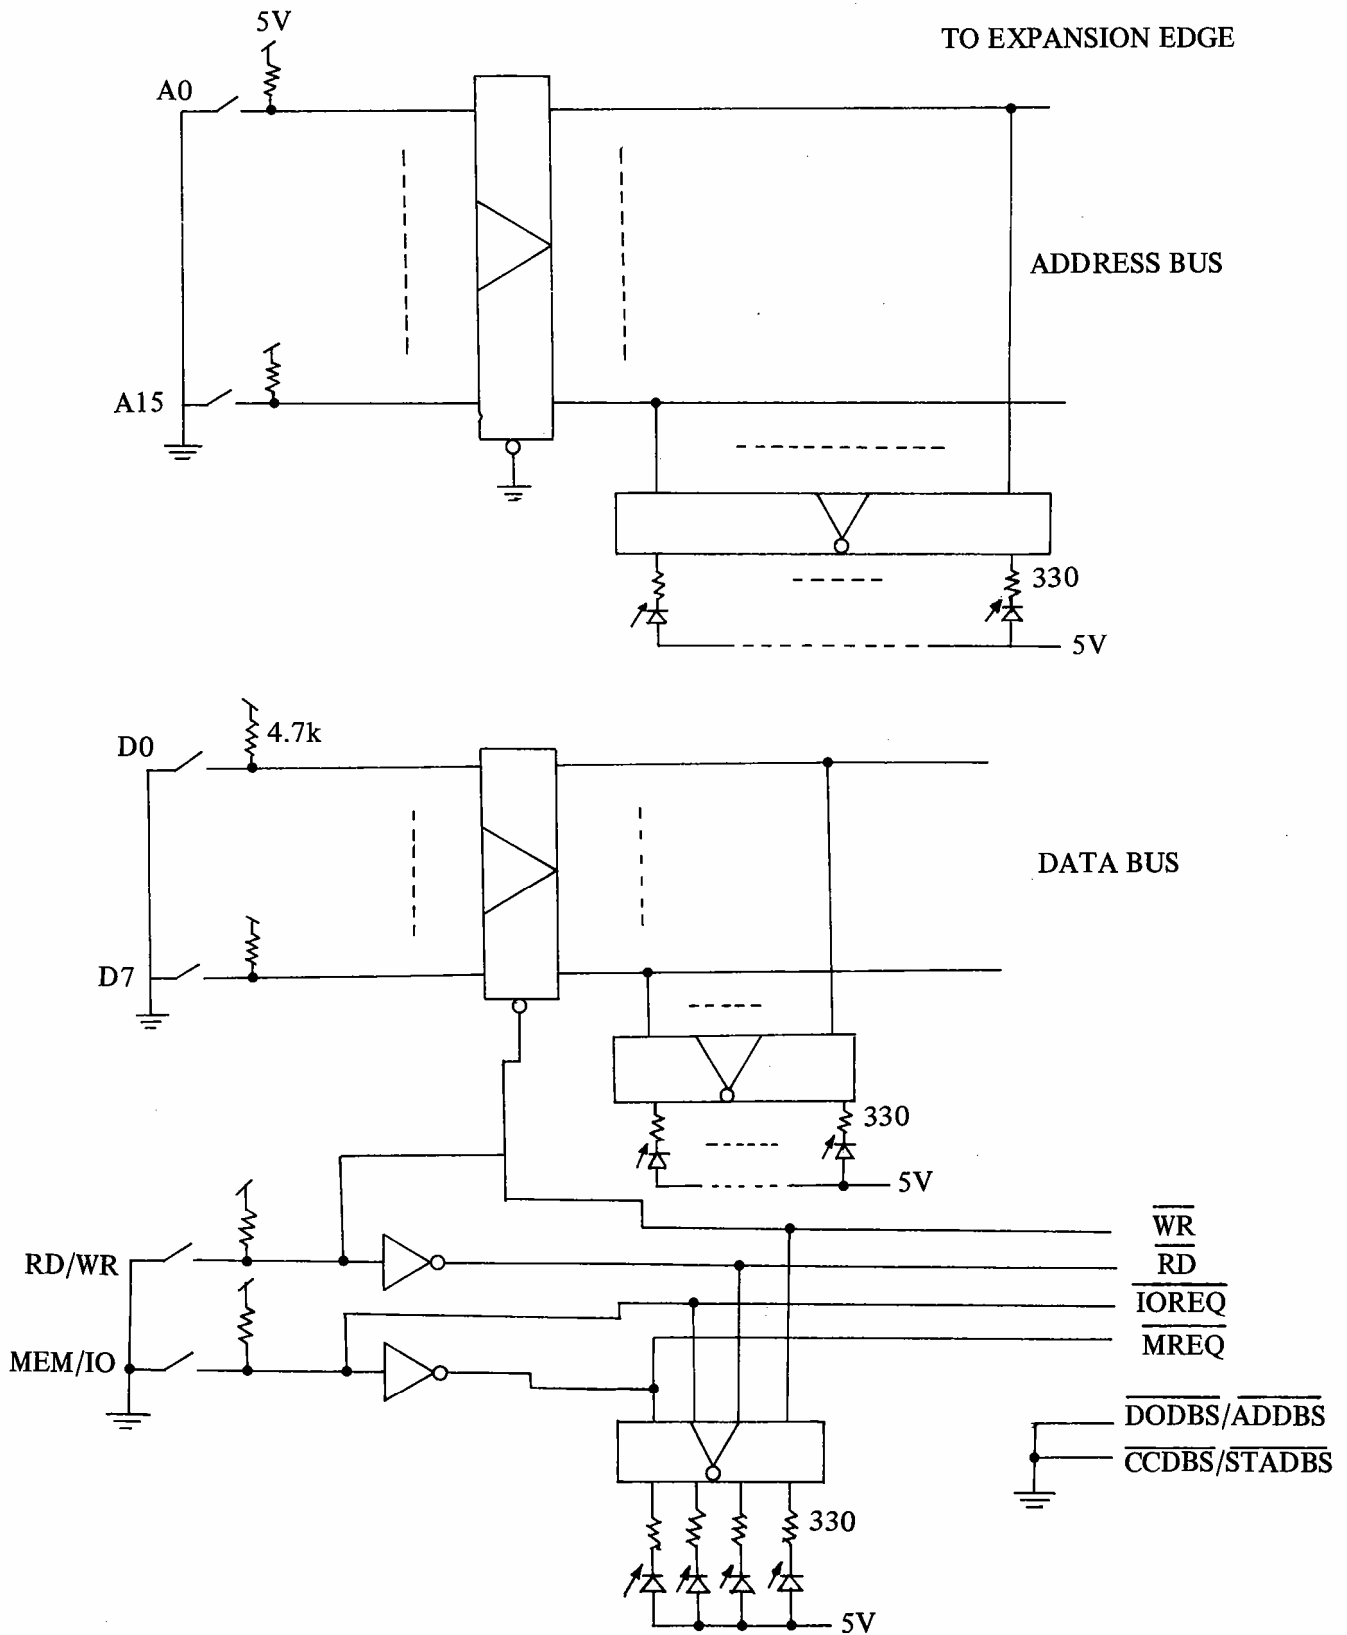 5V
TO EXPANSION EDGE
A0
ADDRESS BUS
A15
330
5V
4.7k
D0
DATA BUS
D7
330
5V
WR
RD/WR
RD
IOREQ
MREQ
MEM/IO
DODBS/ADDBS
CCDBS/STADBS
330
5V